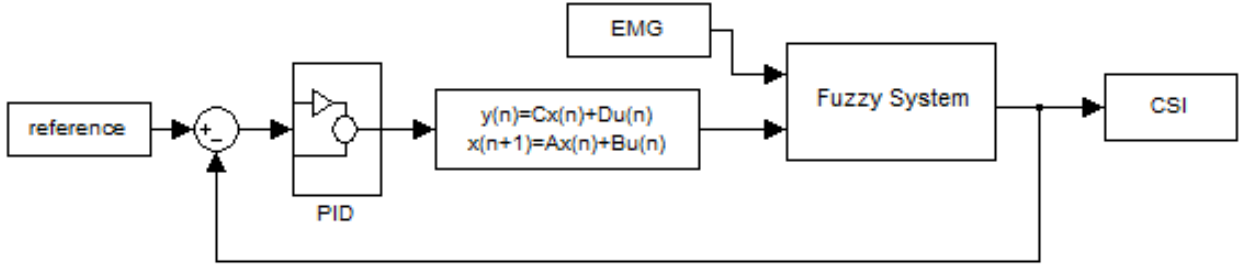 EMG
Fuzzy System
CSI
reference
+
−
y(n)=Cx(n)+Du(n)
x(n+1)=Ax(n)+Bu(n)
PID